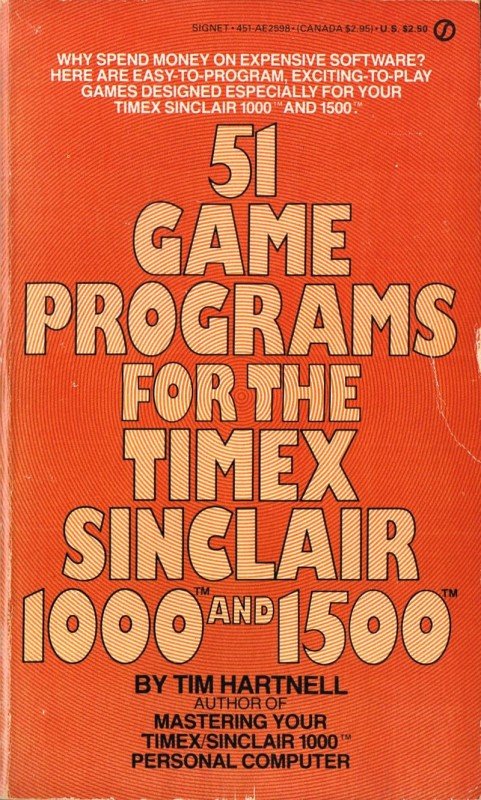 SIGNET • 451-AE2598 • (CANADA $2.95) • U.S. $2.50
WHY SPEND MONEY ON EXPENSIVE SOFTWARE?
HERE ARE EASY-TO-PROGRAM, EXCITING-TO-PLAY
GAMES DESIGNED ESPECIALLY FOR YOUR
TIMEX SINCLAIR 1000™ AND 1500™.
51
GAME
PROGRAMS
FOR THE
TIMEX
SINCLAIR
1000™ AND 1500™
BY TIM HARTNELL
AUTHOR OF
MASTERING YOUR
TIMEX/SINCLAIR 1000™
PERSONAL COMPUTER